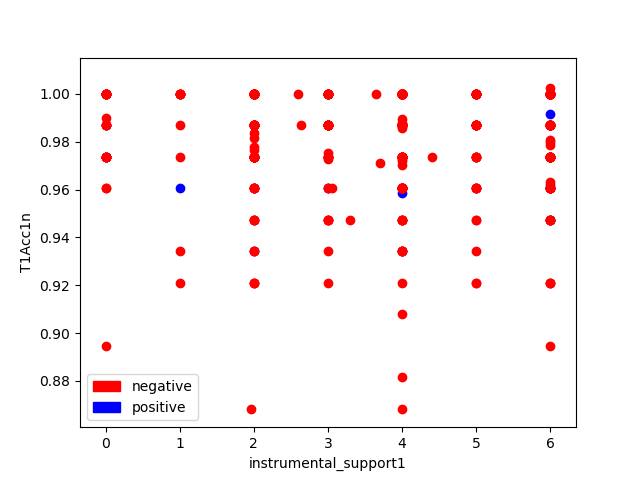 1.00
0.98
0.96
0.94
0.92
0.90
0.88
T1Acc1n
negative
positive
0 1 2 3 4 5 6
instrumental_support1